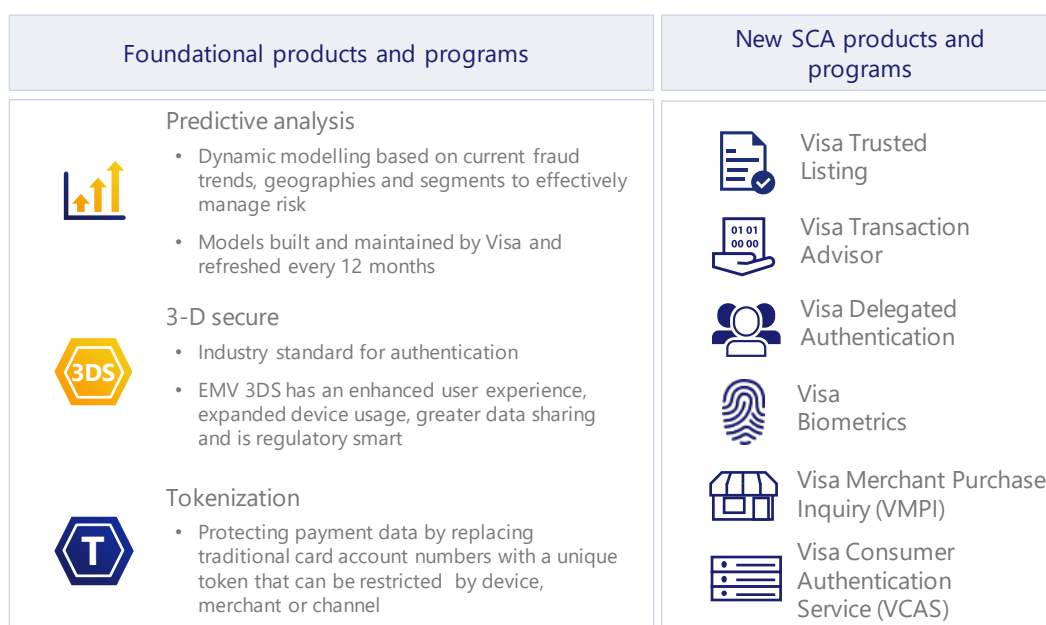 Foundational products and programs
New SCA products and
programs
Predictive analysis
• Dynamic modelling based on current fraud
trends, geographies and segments to effectively
manage risk
• Models built and maintained by Visa and
refreshed every 12 months
3DS
3-D secure
• Industry standard for authentication
• EMV 3DS has an enhanced user experience,
expanded device usage, greater data sharing
and is regulatory smart
T
Tokenization
• Protecting payment data by replacing
traditional card account numbers with a unique
token that can be restricted by device,
merchant or channel
Visa Trusted
Listing
01 01
00 00
Visa Transaction
Advisor
Visa Delegated
Authentication
Visa
Biometrics
Visa Merchant Purchase
Inquiry (VMPI)
Visa Consumer
Authentication
Service (VCAS)